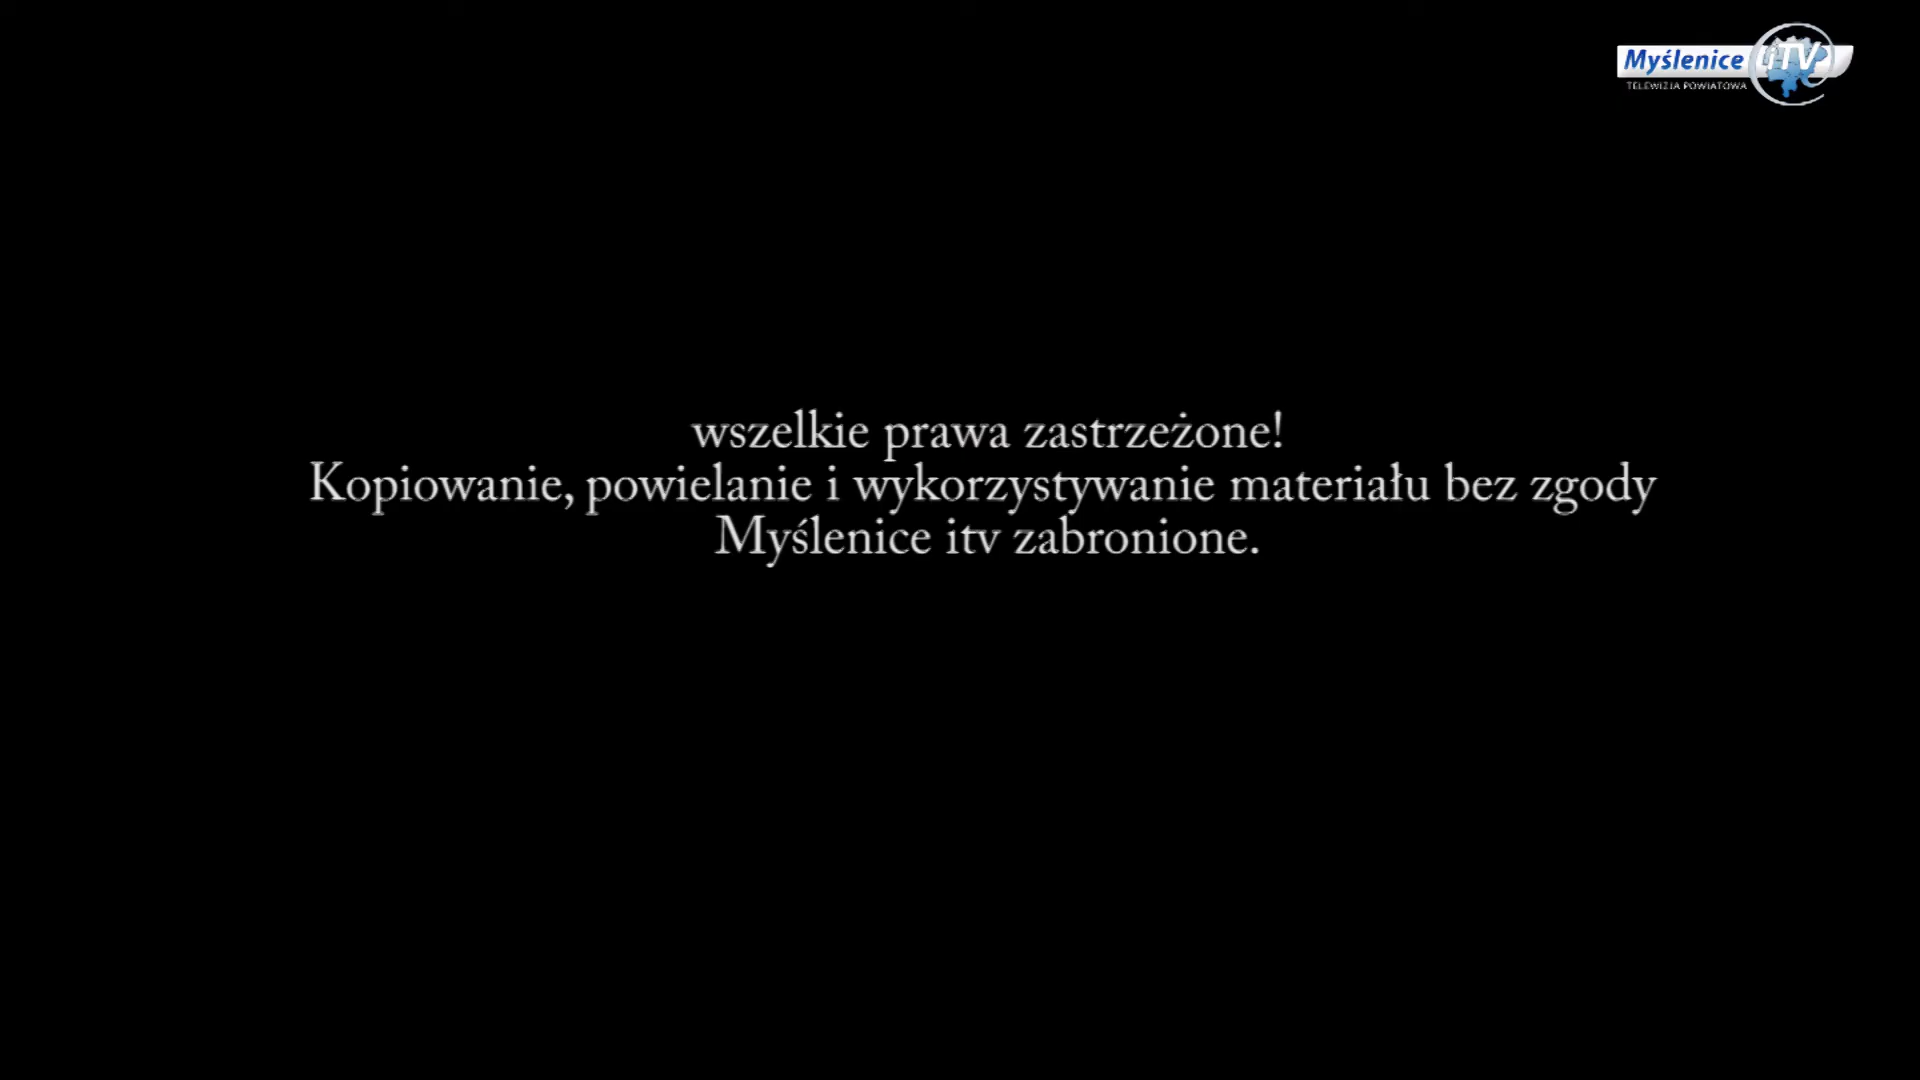 Myślenice iTV
TELEWIZJA POWIATOWA
wszelkie prawa zastrzeżone!
Kopiowanie, powielanie i wykorzystywanie materiału bez zgody
Myślenice itv zabronione.